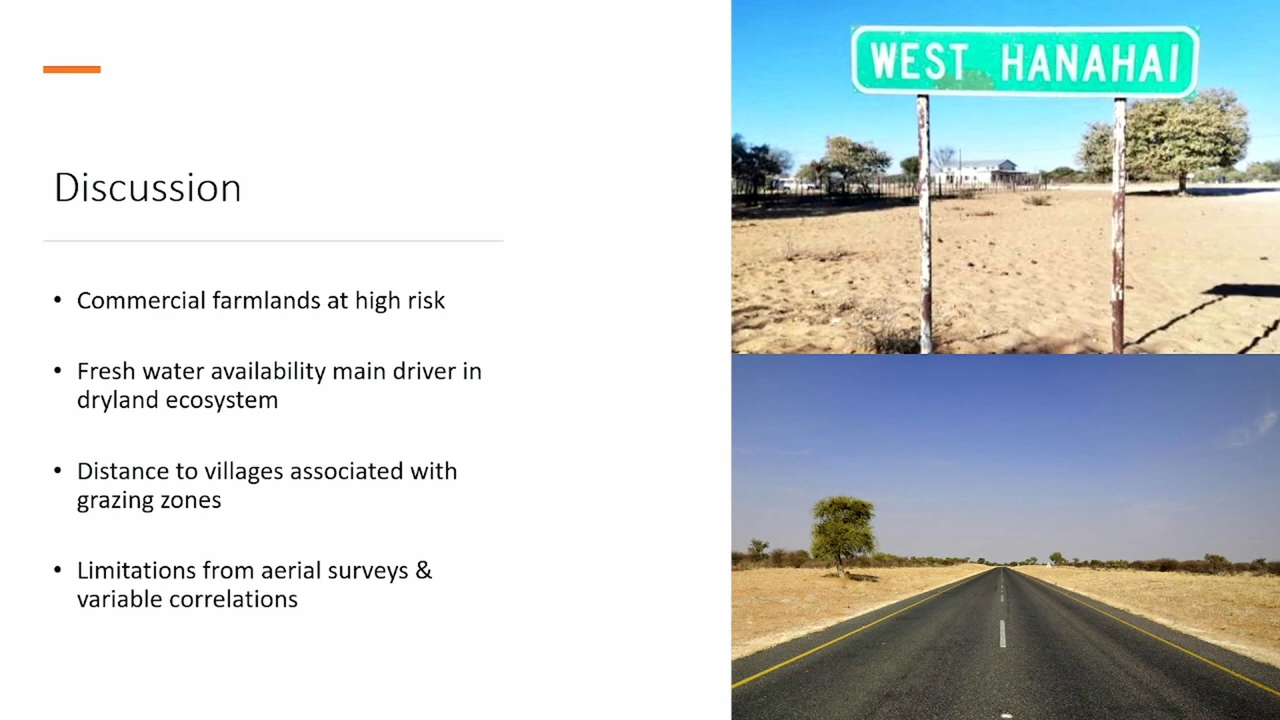 Discussion
• Commercial farmlands at high risk
• Fresh water availability main driver in
dryland ecosystem
• Distance to villages associated with
grazing zones
• Limitations from aerial surveys &
variable correlations
WEST HANAHAI